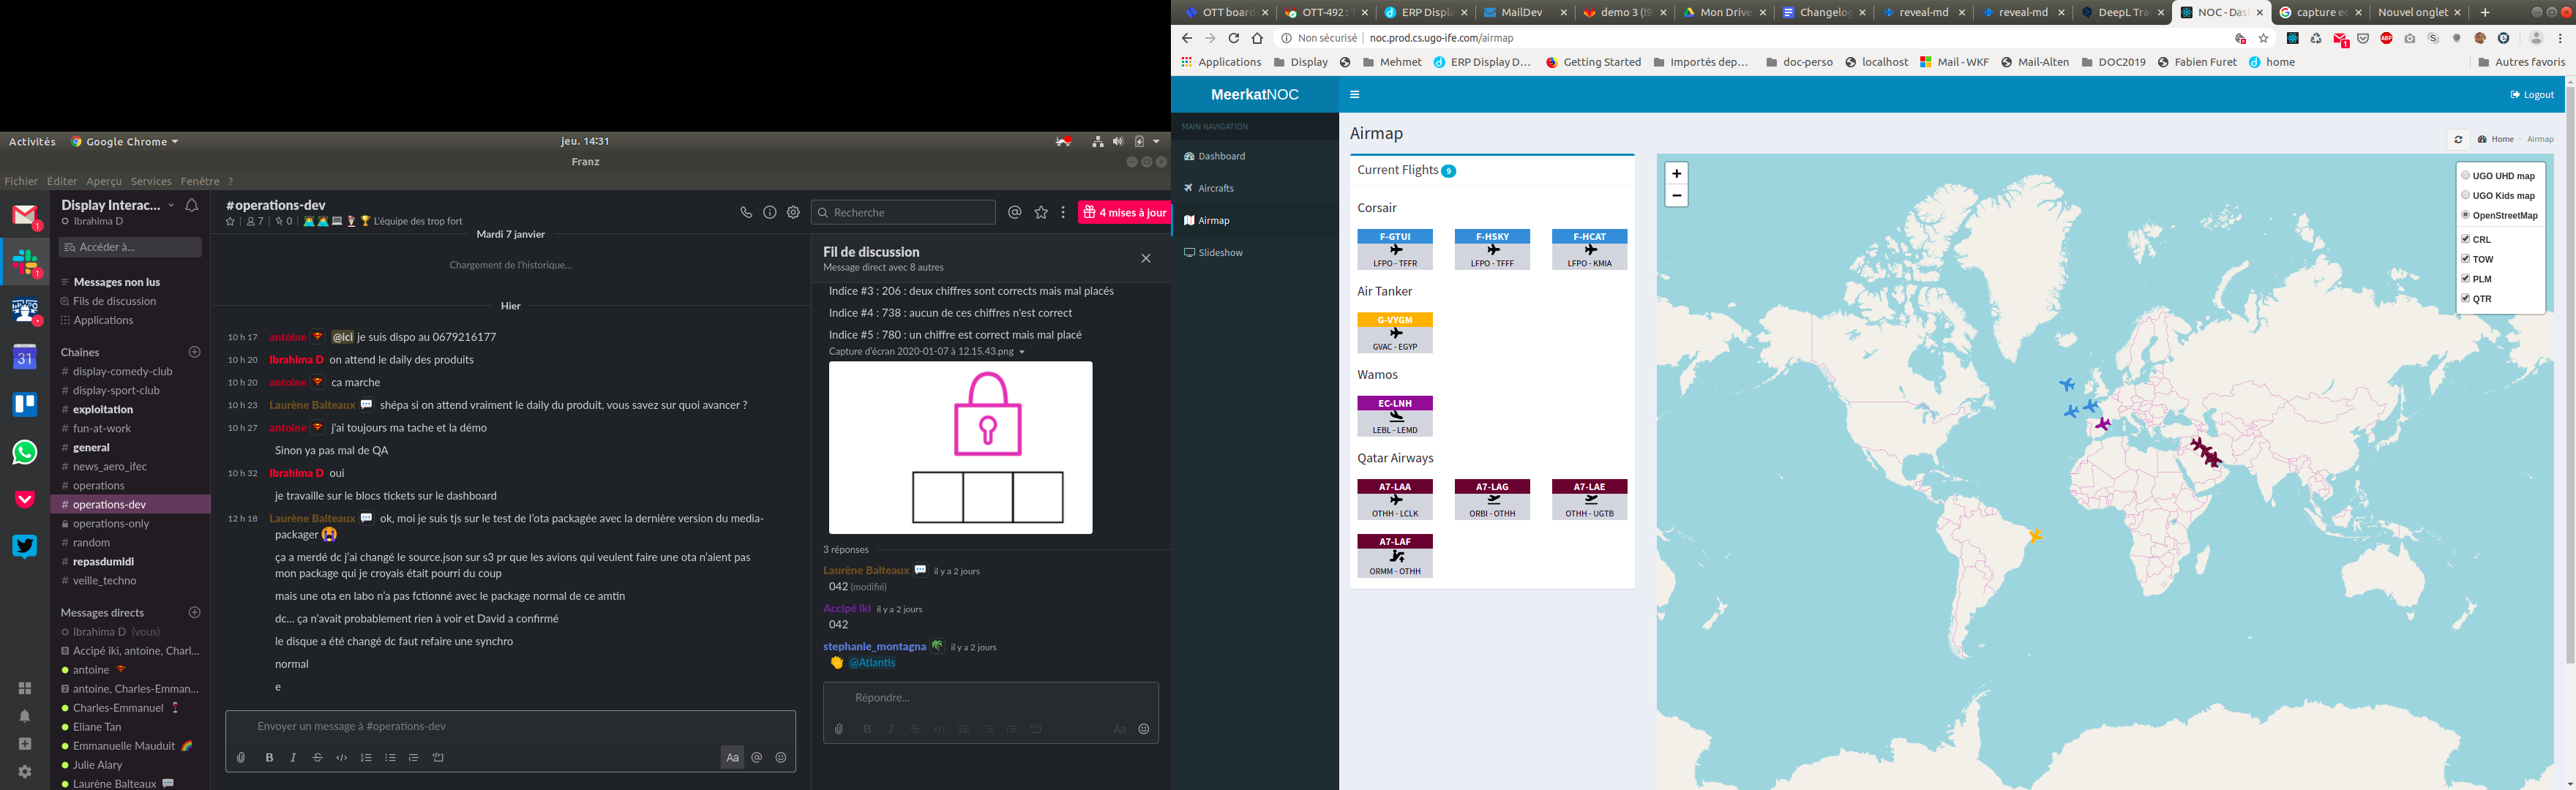 Activités
Google Chrome
jeu. 14:31
Franz
Fichier Éditer Aperçu Services Fenêtre ?
Display Interac...
Ibrahima D
Accéder à...
Messages non lus
Fils de discussion
Applications
Chaînes
# display-comedy-club
# display-sport-club
# exploitation
# fun-at-work
# general
# news_aero_ifec
# operations
# operations-dev
operations-only
# random
# repasdumidi
# veille_techno
Messages directs
Ibrahima D (vous)
Accipé iki, antoine, Charl...
antoine
2 antoine, Charles-Emman...
Charles-Emmanuel
Eliane Tan
Emmanuelle Mauduit
Julie Alary
Laurène Balteaux
#operations-dev
7 | 0 | L'équipe des trop fort
Recherche
4 mises à jour
Mardi 7 janvier
Chargement de l'historique...
Hier
10 h 17 antoine @ici je suis dispo au 0679216177
10 h 20 Ibrahima D on attend le daily des produits
10 h 20 antoine ca marche
10 h 23 Laurène Balteaux shépa si on attend vraiment le daily du produit, vous savez sur quoi avancer ?
10 h 27 antoine j'ai toujours ma tache et la démo
Sinon ya pas mal de QA
10 h 32 Ibrahima D oui
je travaille sur le blocs tickets sur le dashboard
12 h 18 Laurène Balteaux ok, moi je suis tjs sur le test de l'ota packagée avec la dernière version du media-
packager
ça a merdé dc j'ai changé le source.json sur s3 pr que les avions qui veulent faire une ota n'aient pas
mon package qui je croyais était pourri du coup
mais une ota en labo n'a pas fctionné avec le package normal de ce amtin
dc... ça n'avait probablement rien à voir et David a confirmé
le disque a été changé dc faut refaire une synchro
normal
e
Envoyer un message à #operations-dev
Aa
Fil de discussion
Message direct avec 8 autres
Indice #3 : 206 : deux chiffres sont corrects mais mal placés
Indice #4 : 738 : aucun de ces chiffres n'est correct
Indice #5 : 780 : un chiffre est correct mais mal placé
Capture d'écran 2020-01-07 à 12.15.43.png
3 réponses
Laurène Balteaux il y a 2 jours
042 (modifié)
Accipé iki il y a 2 jours
042
stephanie_montagna il y a 2 jours
@Atlantis
Répondre...
Aa
OTT board
OTT-492 :
ERP Displa
MailDev
demo 3 (!9
Mon Drive
Changelog
reveal-md
reveal-md
DeepL Tra
NOC - Das
capture ec
Nouvel onglet
Non sécurisé | noc.prod.cs.ugo-ife.com/airmap
Applications
Display
Mehmet
ERP Display D...
Getting Started
Importés dep...
doc-perso
localhost
Mail - WKF
Mail-Alten
DOC2019
Fabien Furet
home
Autres favoris
MeerkatNOC
Logout
MAIN NAVIGATION
Dashboard
Aircrafts
Airmap
Slideshow
Airmap
Home > Airmap
Current Flights 9
Corsair
F-GTUI F-HSKY F-HCAT
LFPO - TFFR LFPO - TFFF LFPO - KMIA
Air Tanker
G-VYGM
GVAC - EGYP
Wamos
EC-LNH
LEBL - LEMD
Qatar Airways
A7-LAA A7-LAG A7-LAE
OTHH - LCLK ORBI - OTHH OTHH - UGTB
A7-LAF
ORMM - OTHH
+
−
UGO UHD map
UGO Kids map
OpenStreetMap
CRL
TOW
PLM
QTR